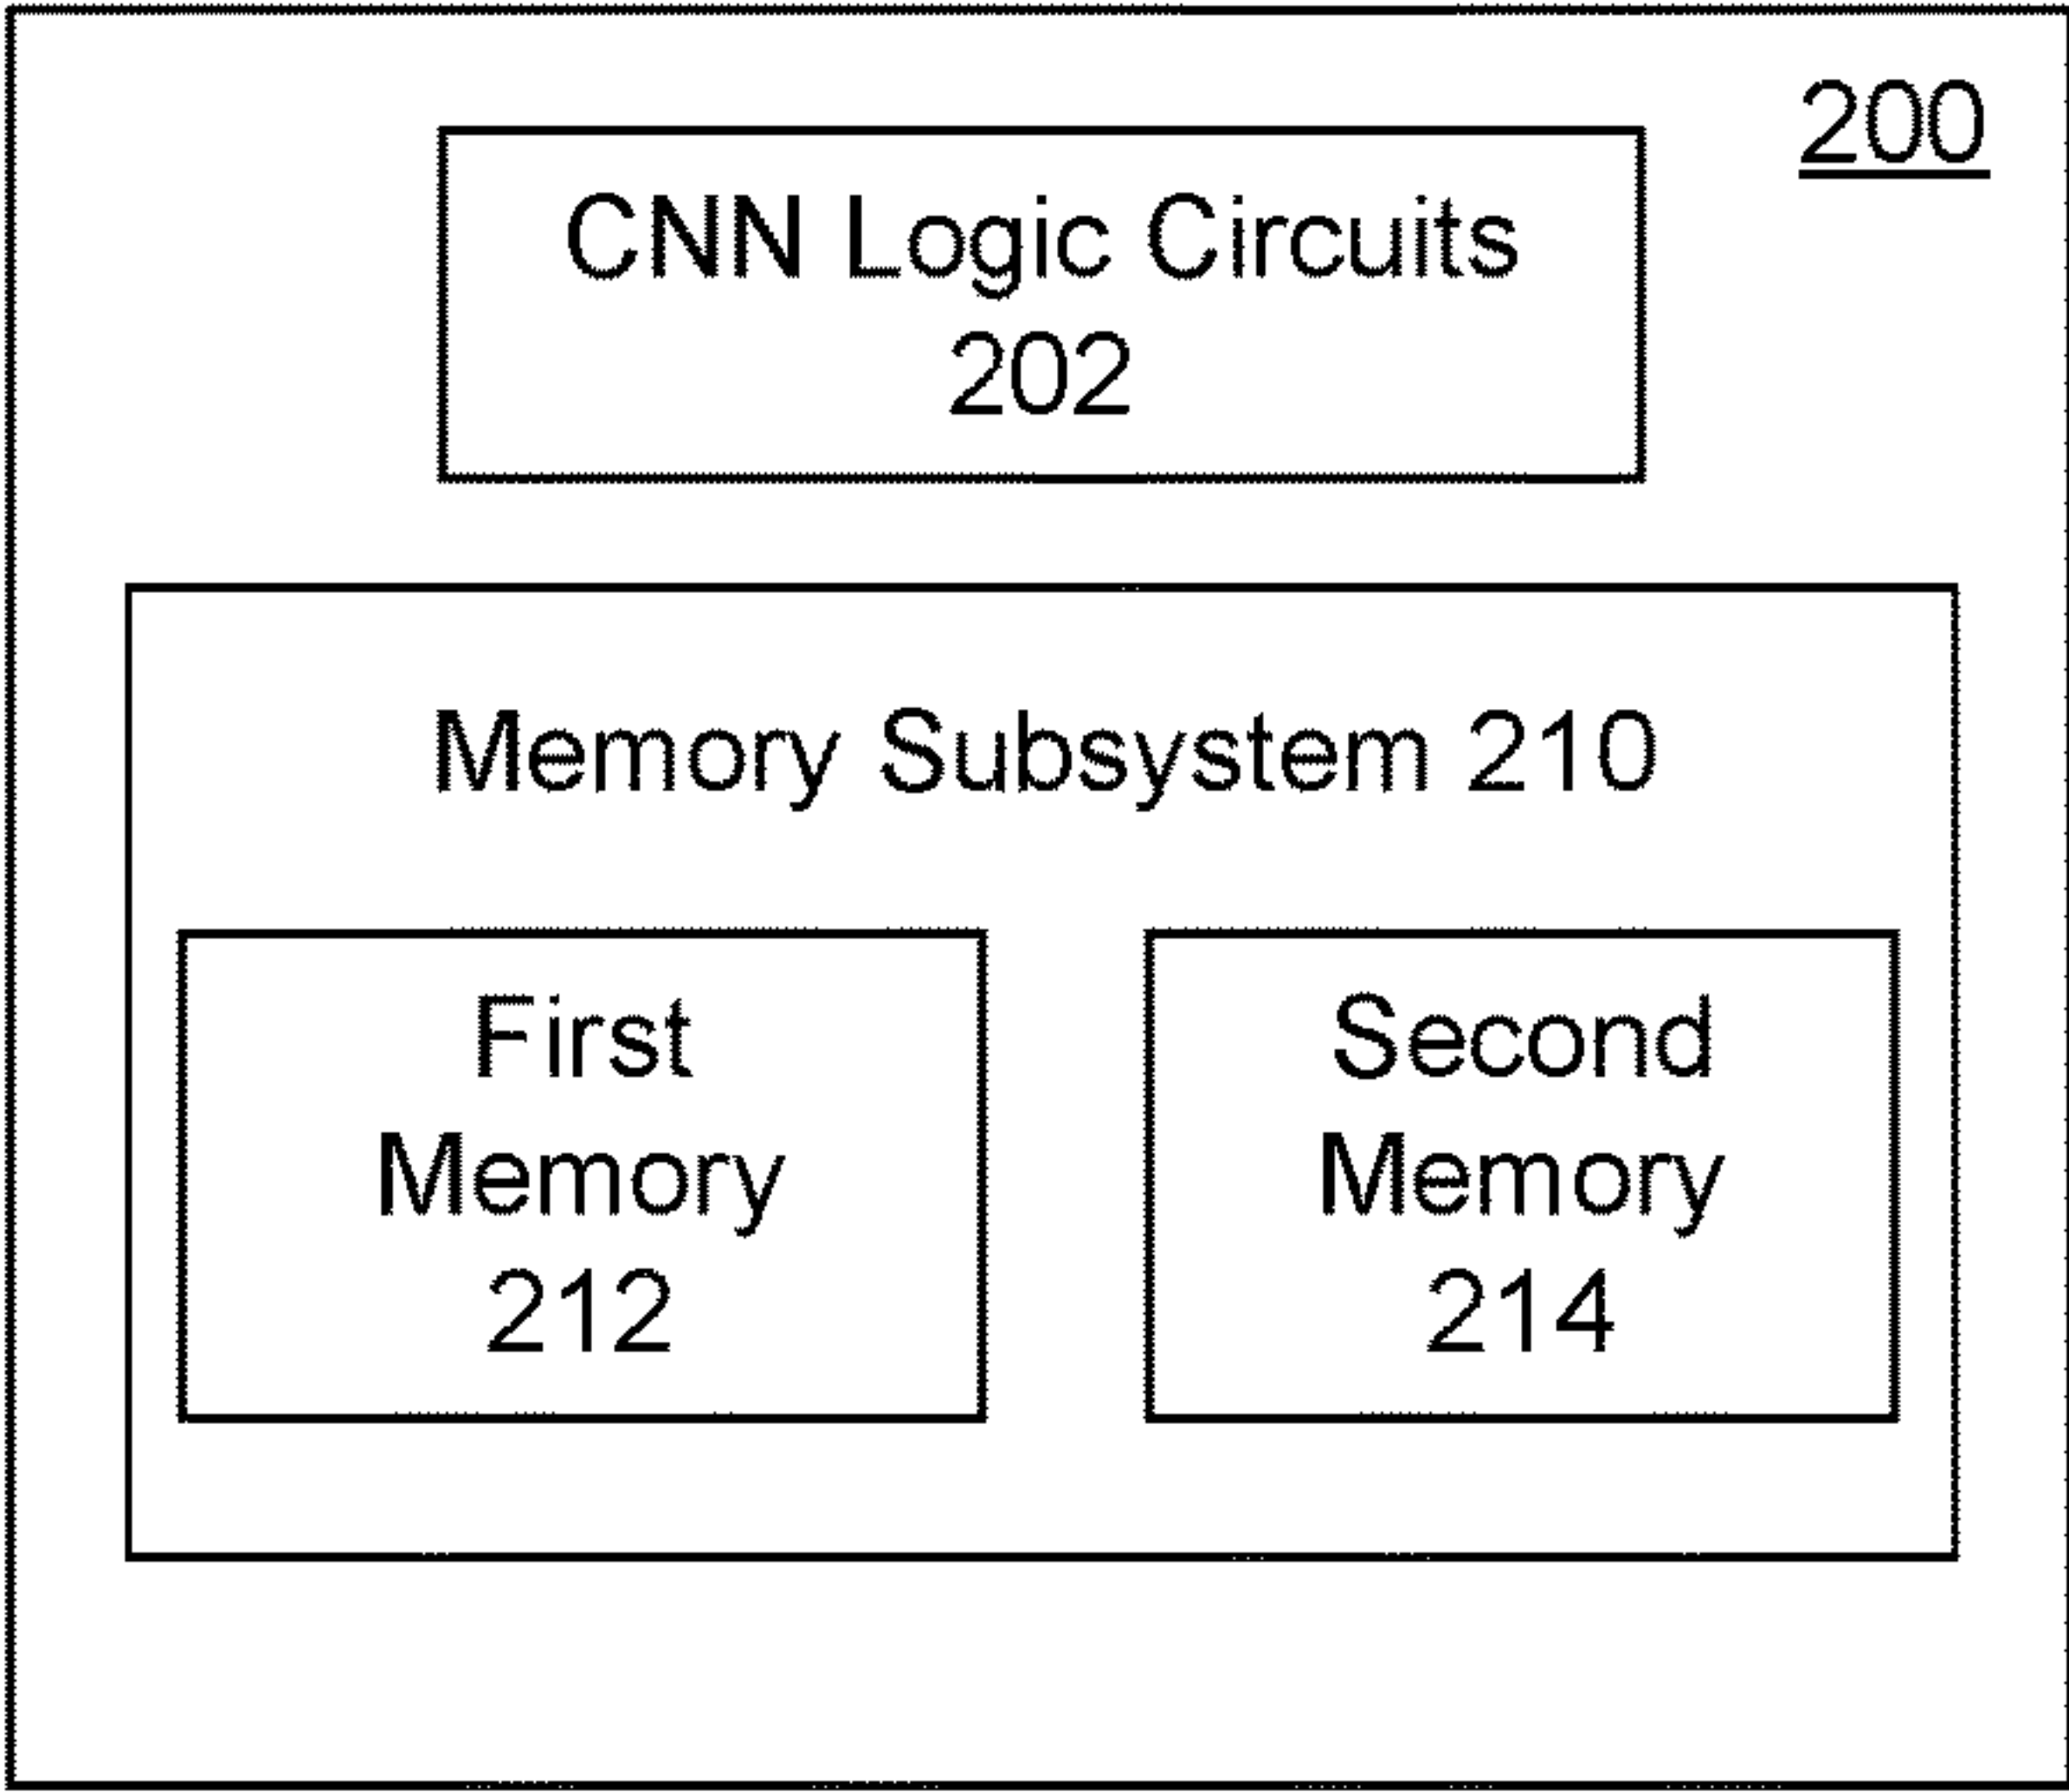 200
CNN Logic Circuits
202
Memory Subsystem 210
First
Memory
212
Second
Memory
214